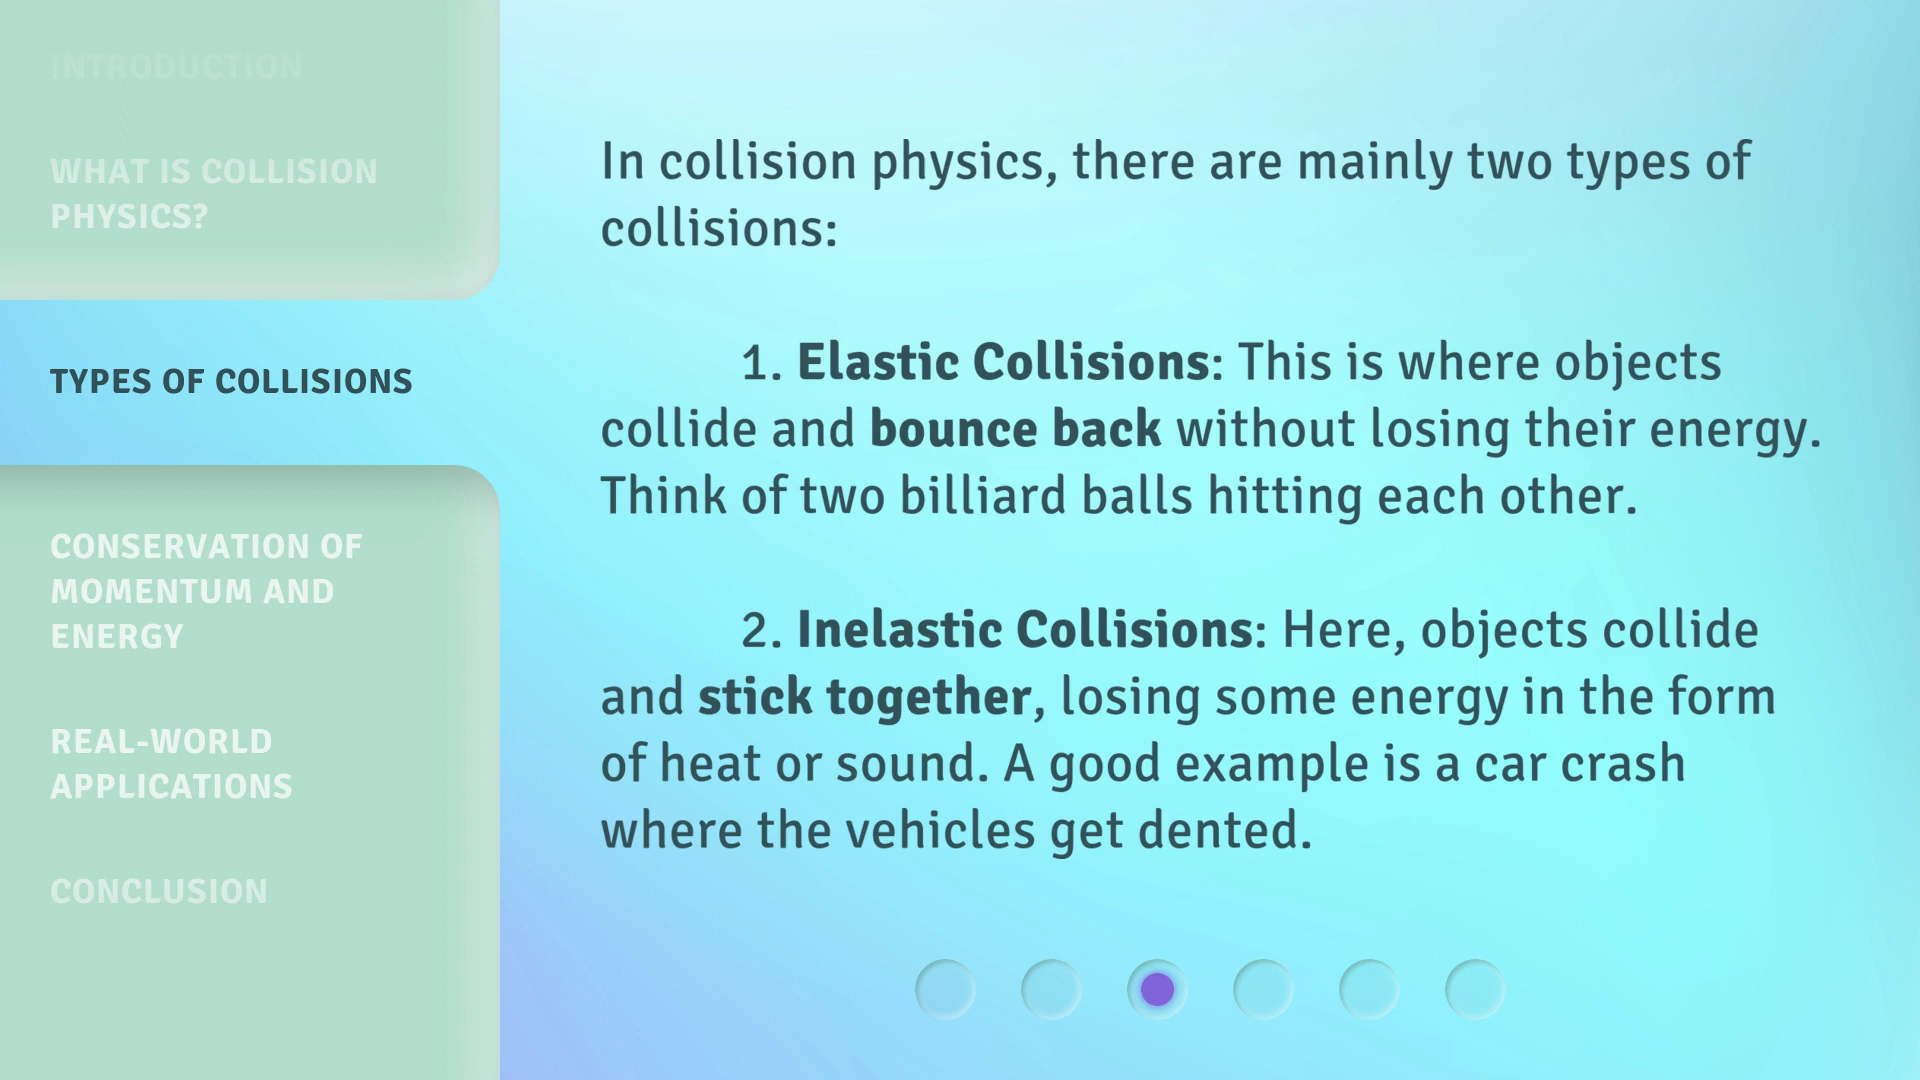 INTRODUCTION
WHAT IS COLLISION
PHYSICS?
TYPES OF COLLISIONS
CONSERVATION OF
MOMENTUM AND
ENERGY
REAL-WORLD
APPLICATIONS
CONCLUSION
In collision physics, there are mainly two types of
collisions:
1. Elastic Collisions: This is where objects
collide and bounce back without losing their energy.
Think of two billiard balls hitting each other.
2. Inelastic Collisions: Here, objects collide
and stick together, losing some energy in the form
of heat or sound. A good example is a car crash
where the vehicles get dented.